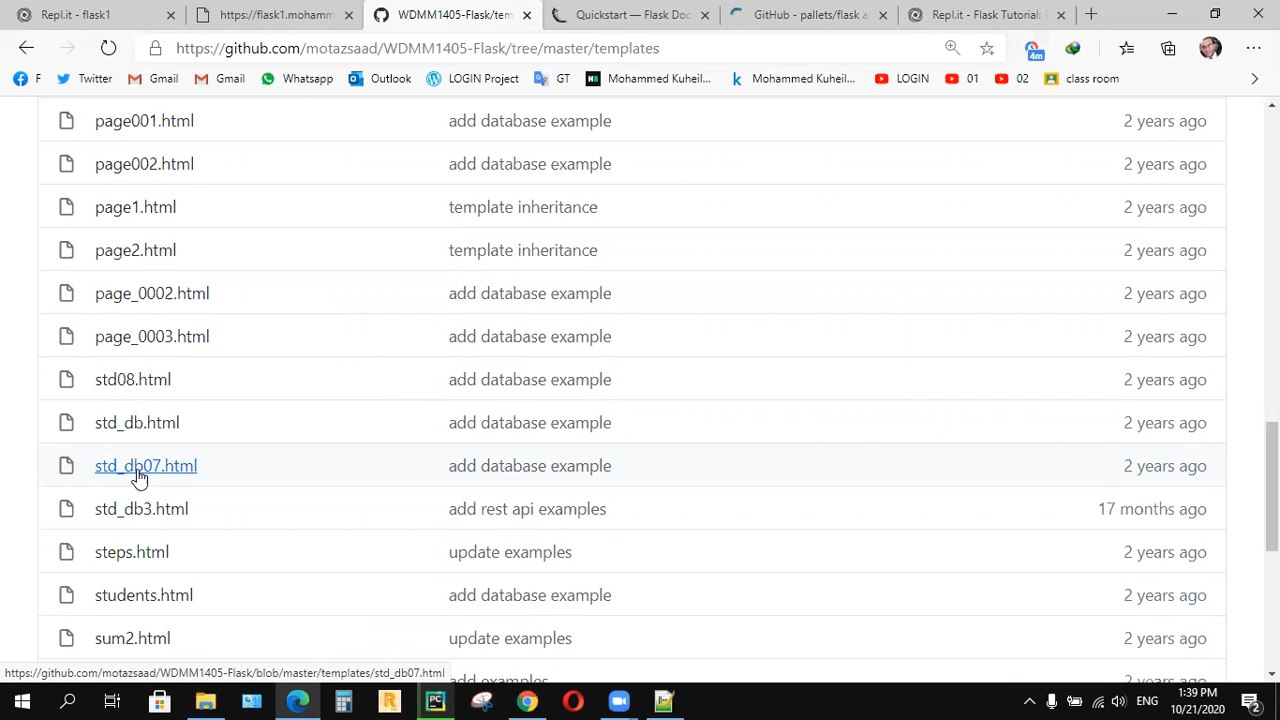 Repl.it - flask1
https://flask1.mohamm
WDMM1405-Flask/tem
Quickstart — Flask Doc
GitHub - pallets/flask a
Repl.it - Flask Tutorial:
https://github.com/motazsaad/WDMM1405-Flask/tree/master/templates
4m
F
Twitter
Gmail
Gmail
Whatsapp
Outlook
LOGIN Project
GT
Mohammed Kuheil...
Mohammed Kuheil...
LOGIN
01
02
class room
page001.html add database example 2 years ago
page002.html add database example 2 years ago
page1.html template inheritance 2 years ago
page2.html template inheritance 2 years ago
page_0002.html add database example 2 years ago
page_0003.html add database example 2 years ago
std08.html add database example 2 years ago
std_db.html add database example 2 years ago
std_db07.html add database example 2 years ago
std_db3.html add rest api examples 17 months ago
steps.html update examples 2 years ago
students.html add database example 2 years ago
sum2.html update examples 2 years ago
https://github.com/motazsaad/WDMM1405-Flask/blob/master/templates/std_db07.html
ENG
1:39 PM
10/21/2020
2